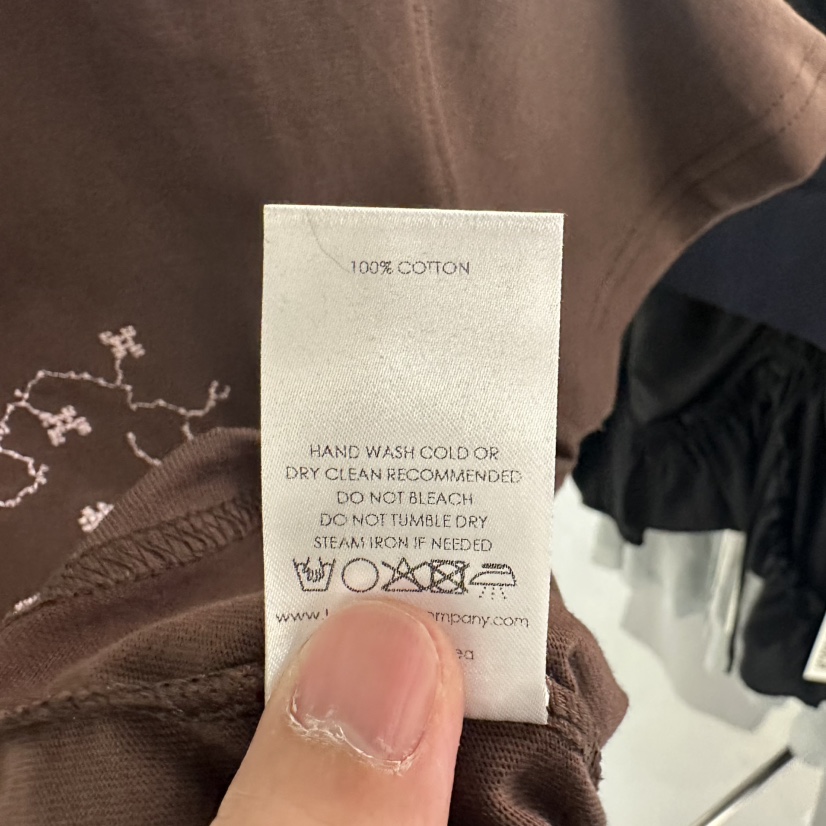 100% COTTON
HAND WASH COLD OR
DRY CLEAN RECOMMENDED
DO NOT BLEACH
DO NOT TUMBLE DRY
STEAM IRON IF NEEDED